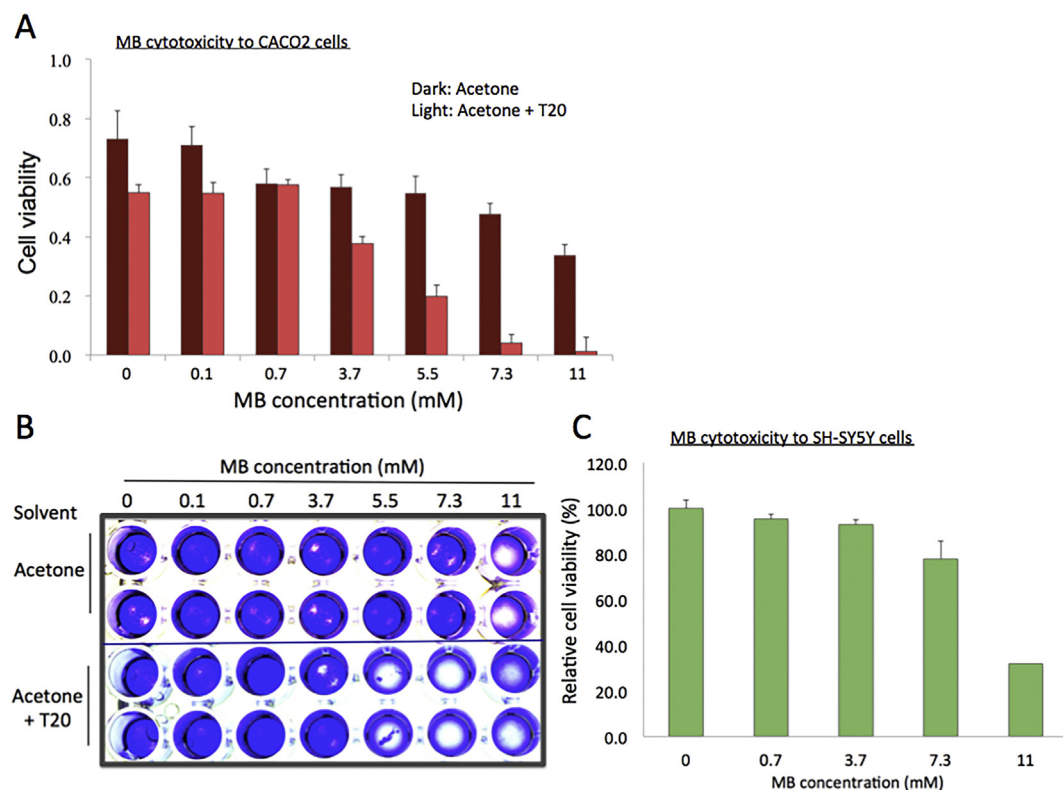 A
MB cytotoxicity to CACO2 cells
Dark: Acetone
Light: Acetone + T20
Cell viability
1.0
0.8
0.6
0.4
0.2
0.0
0 0.1 0.7 3.7 5.5 7.3 11
MB concentration (mM)
B
MB concentration (mM)
0 0.1 0.7 3.7 5.5 7.3 11
Solvent
Acetone
Acetone
+ T20
C
MB cytotoxicity to SH-SY5Y cells
Relative cell viability (%)
120.0
100.0
80.0
60.0
40.0
20.0
0.0
0 0.7 3.7 7.3 11
MB concentration (mM)